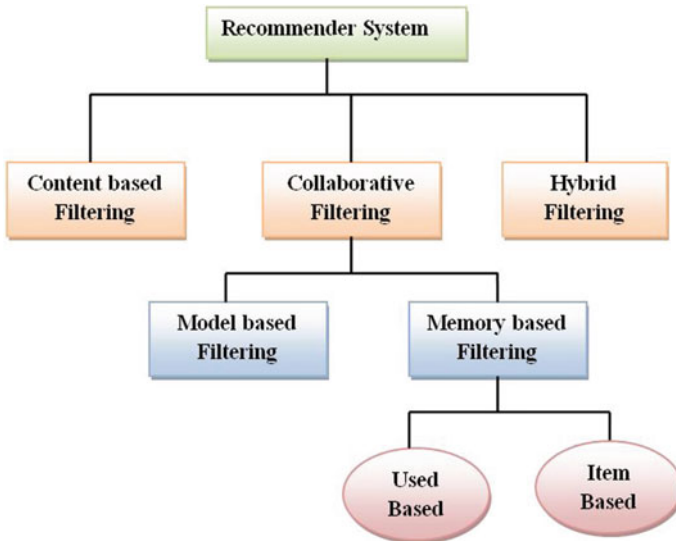 Recommender System
Content based
Filtering
Collaborative
Filtering
Hybrid
Filtering
Model based
Filtering
Memory based
Filtering
Used
Based
Item
Based